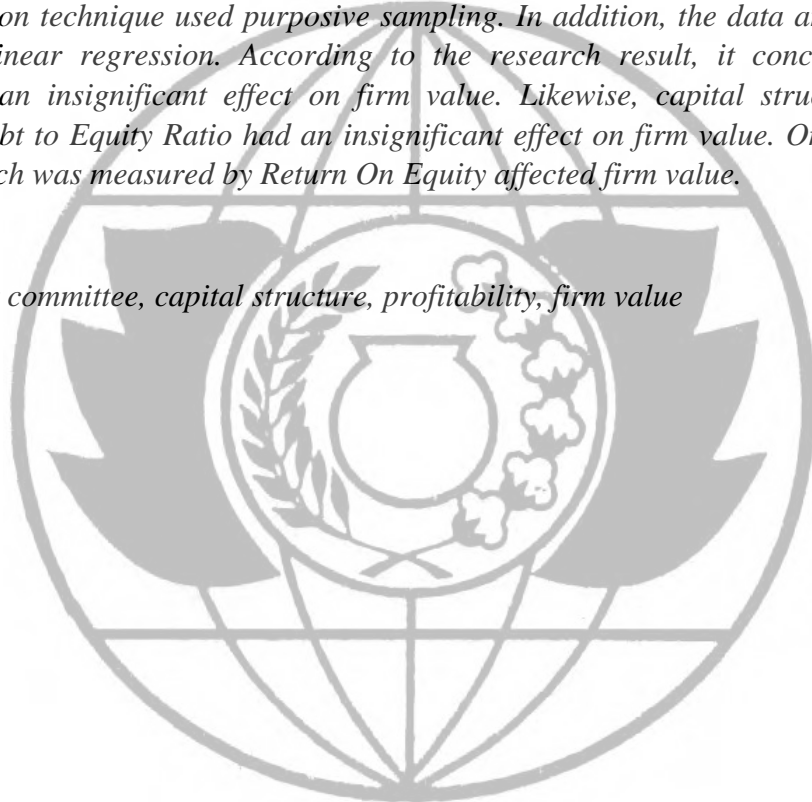 on technique used purposive sampling. In addition, the data a
inear regression. According to the research result, it conc
an insignificant effect on firm value. Likewise, capital stru
bt to Equity Ratio had an insignificant effect on firm value. O
ch was measured by Return On Equity affected firm value.
committee, capital structure, profitability, firm value